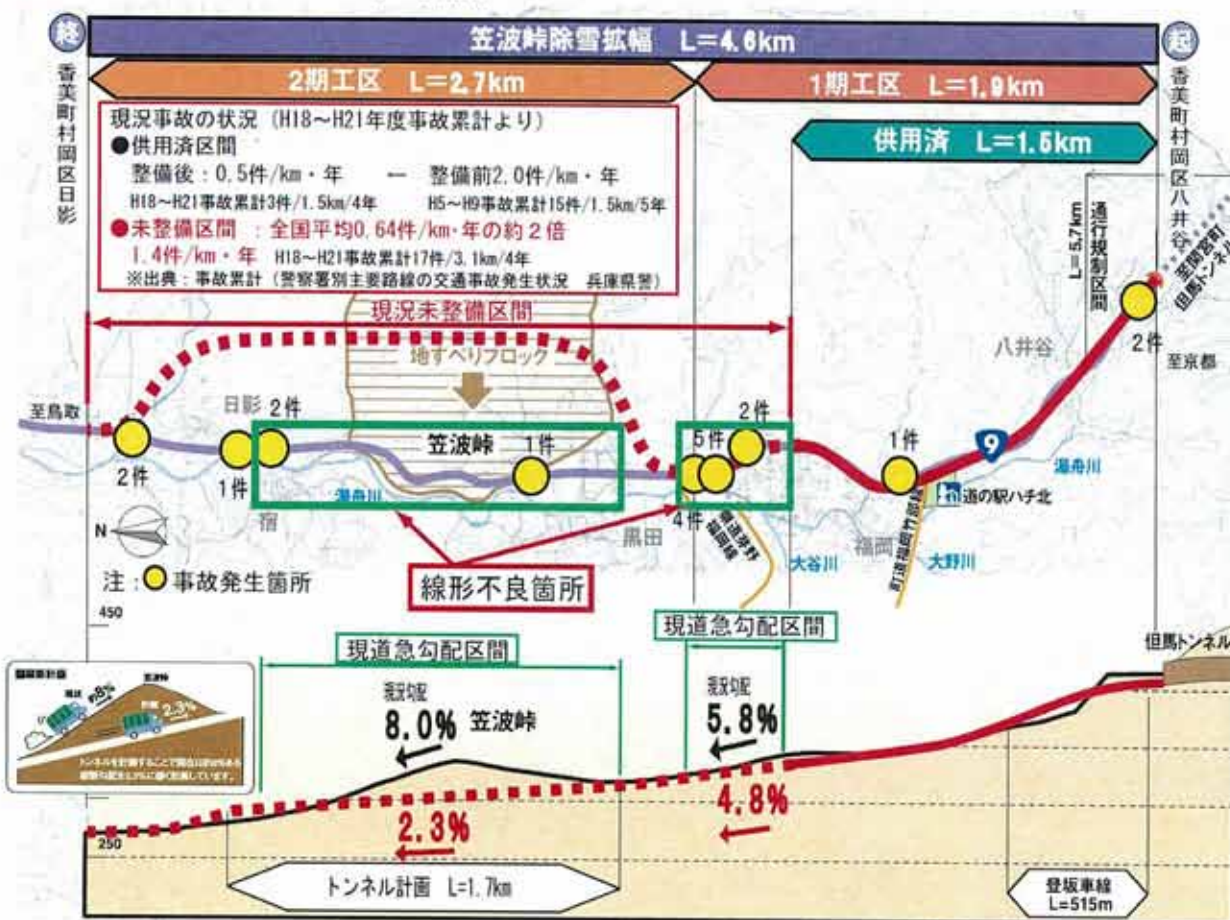 笠波峠除雪拡幅 L=4.6km
終
起
香美町村岡区日影
香美町村岡区八井谷
2期工区 L=2.7km
1期工区 L=1.9km
供用済 L=1.5km
現況事故の状況（H18～H21年度事故累計より）
●供用済区間
整備後：0.5件/km・年 ← 整備前2.0件/km・年
H18～H21事故累計3件/1.5km/4年 H5～H9事故累計15件/1.5km/5年
●未整備区間 ：全国平均0.64件/km・年の約２倍
1.4件/km・年 H18～H21事故累計17件/3.1km/4年
※出典：事故累計（警察署別主要路線の交通事故発生状況 兵庫県警）
現況未整備区間
通行規制区間
L=5.7km
至関宮町
但馬トンネル
地すべりブロック
八井谷
2件
至京都
至鳥取
日影
2件
笠波峠
1件
5件
2件
1件
9
2件
1件
湯舟川
湯舟川
道の駅ハチ北
宿
黒田
4件
福岡
大谷川
大野川
N
注：
事故発生箇所
線形不良箇所
450
現道急勾配区間
現道急勾配区間
但馬トンネル
現況勾配
8.0%
笠波峠
現況勾配
5.8%
笠波峠
約8%
2.3%
4.8%
2.3%
250
トンネル計画 L=1.7km
登坂車線
L=515m